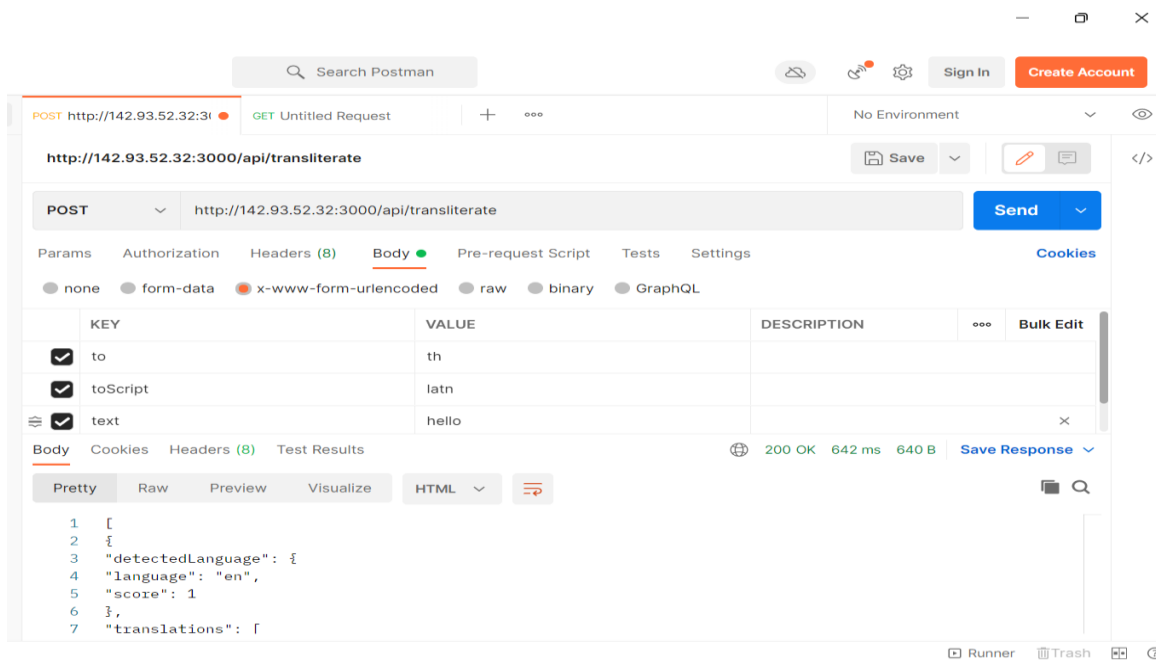 Search Postman
Sign In
Create Account
POST http://142.93.52.32:3(
GET Untitled Request
No Environment
http://142.93.52.32:3000/api/transliterate
Save
POST
http://142.93.52.32:3000/api/transliterate
Send
Params Authorization Headers (8) Body Pre-request Script Tests Settings Cookies
none form-data x-www-form-urlencoded raw binary GraphQL
KEY VALUE DESCRIPTION Bulk Edit
to th
toScript latn
text hello
Body Cookies Headers (8) Test Results 200 OK 642 ms 640 B Save Response
Pretty Raw Preview Visualize HTML
1 [
2 {
3 "detectedLanguage": {
4 "language": "en",
5 "score": 1
6 },
7 "translations": [
Runner Trash